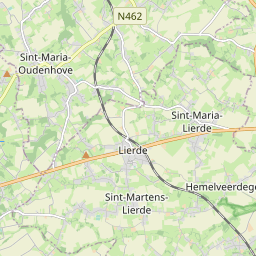 N462
Sint-Maria-
Oudenhove
Sint-Maria-
Lierde
Lierde
Hemelveerdege
Sint-Martens-
Lierde